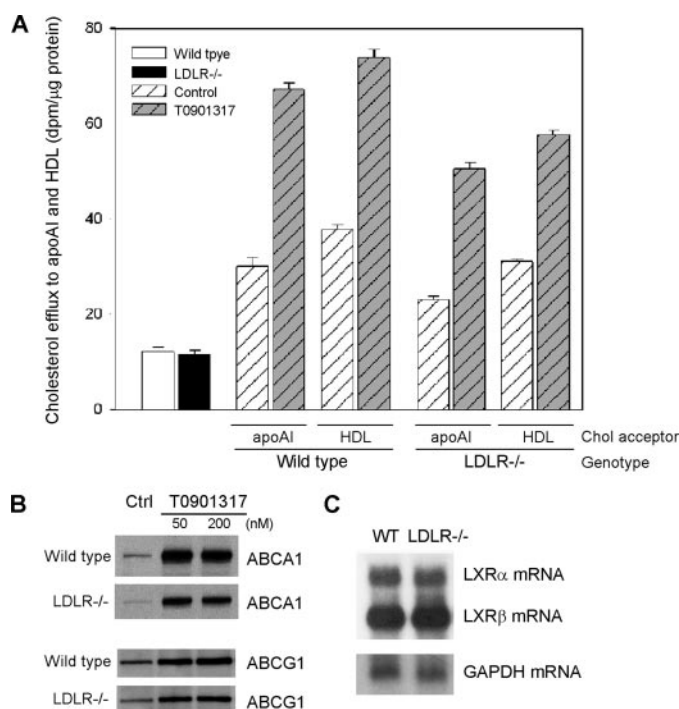 A
Cholesterol efflux to apoAI and HDL (dpm/µg protein)
80
60
40
20
0
Wild tpye
LDLR-/-
Control
T0901317
apoAI HDL apoAI HDL Chol acceptor
Wild type LDLR-/- Genotype
B
Ctrl T0901317
50 200 (nM)
Wild type ABCA1
LDLR-/- ABCA1
Wild type ABCG1
LDLR-/- ABCG1
C
WT LDLR-/-
LXRα mRNA
LXRβ mRNA
GAPDH mRNA